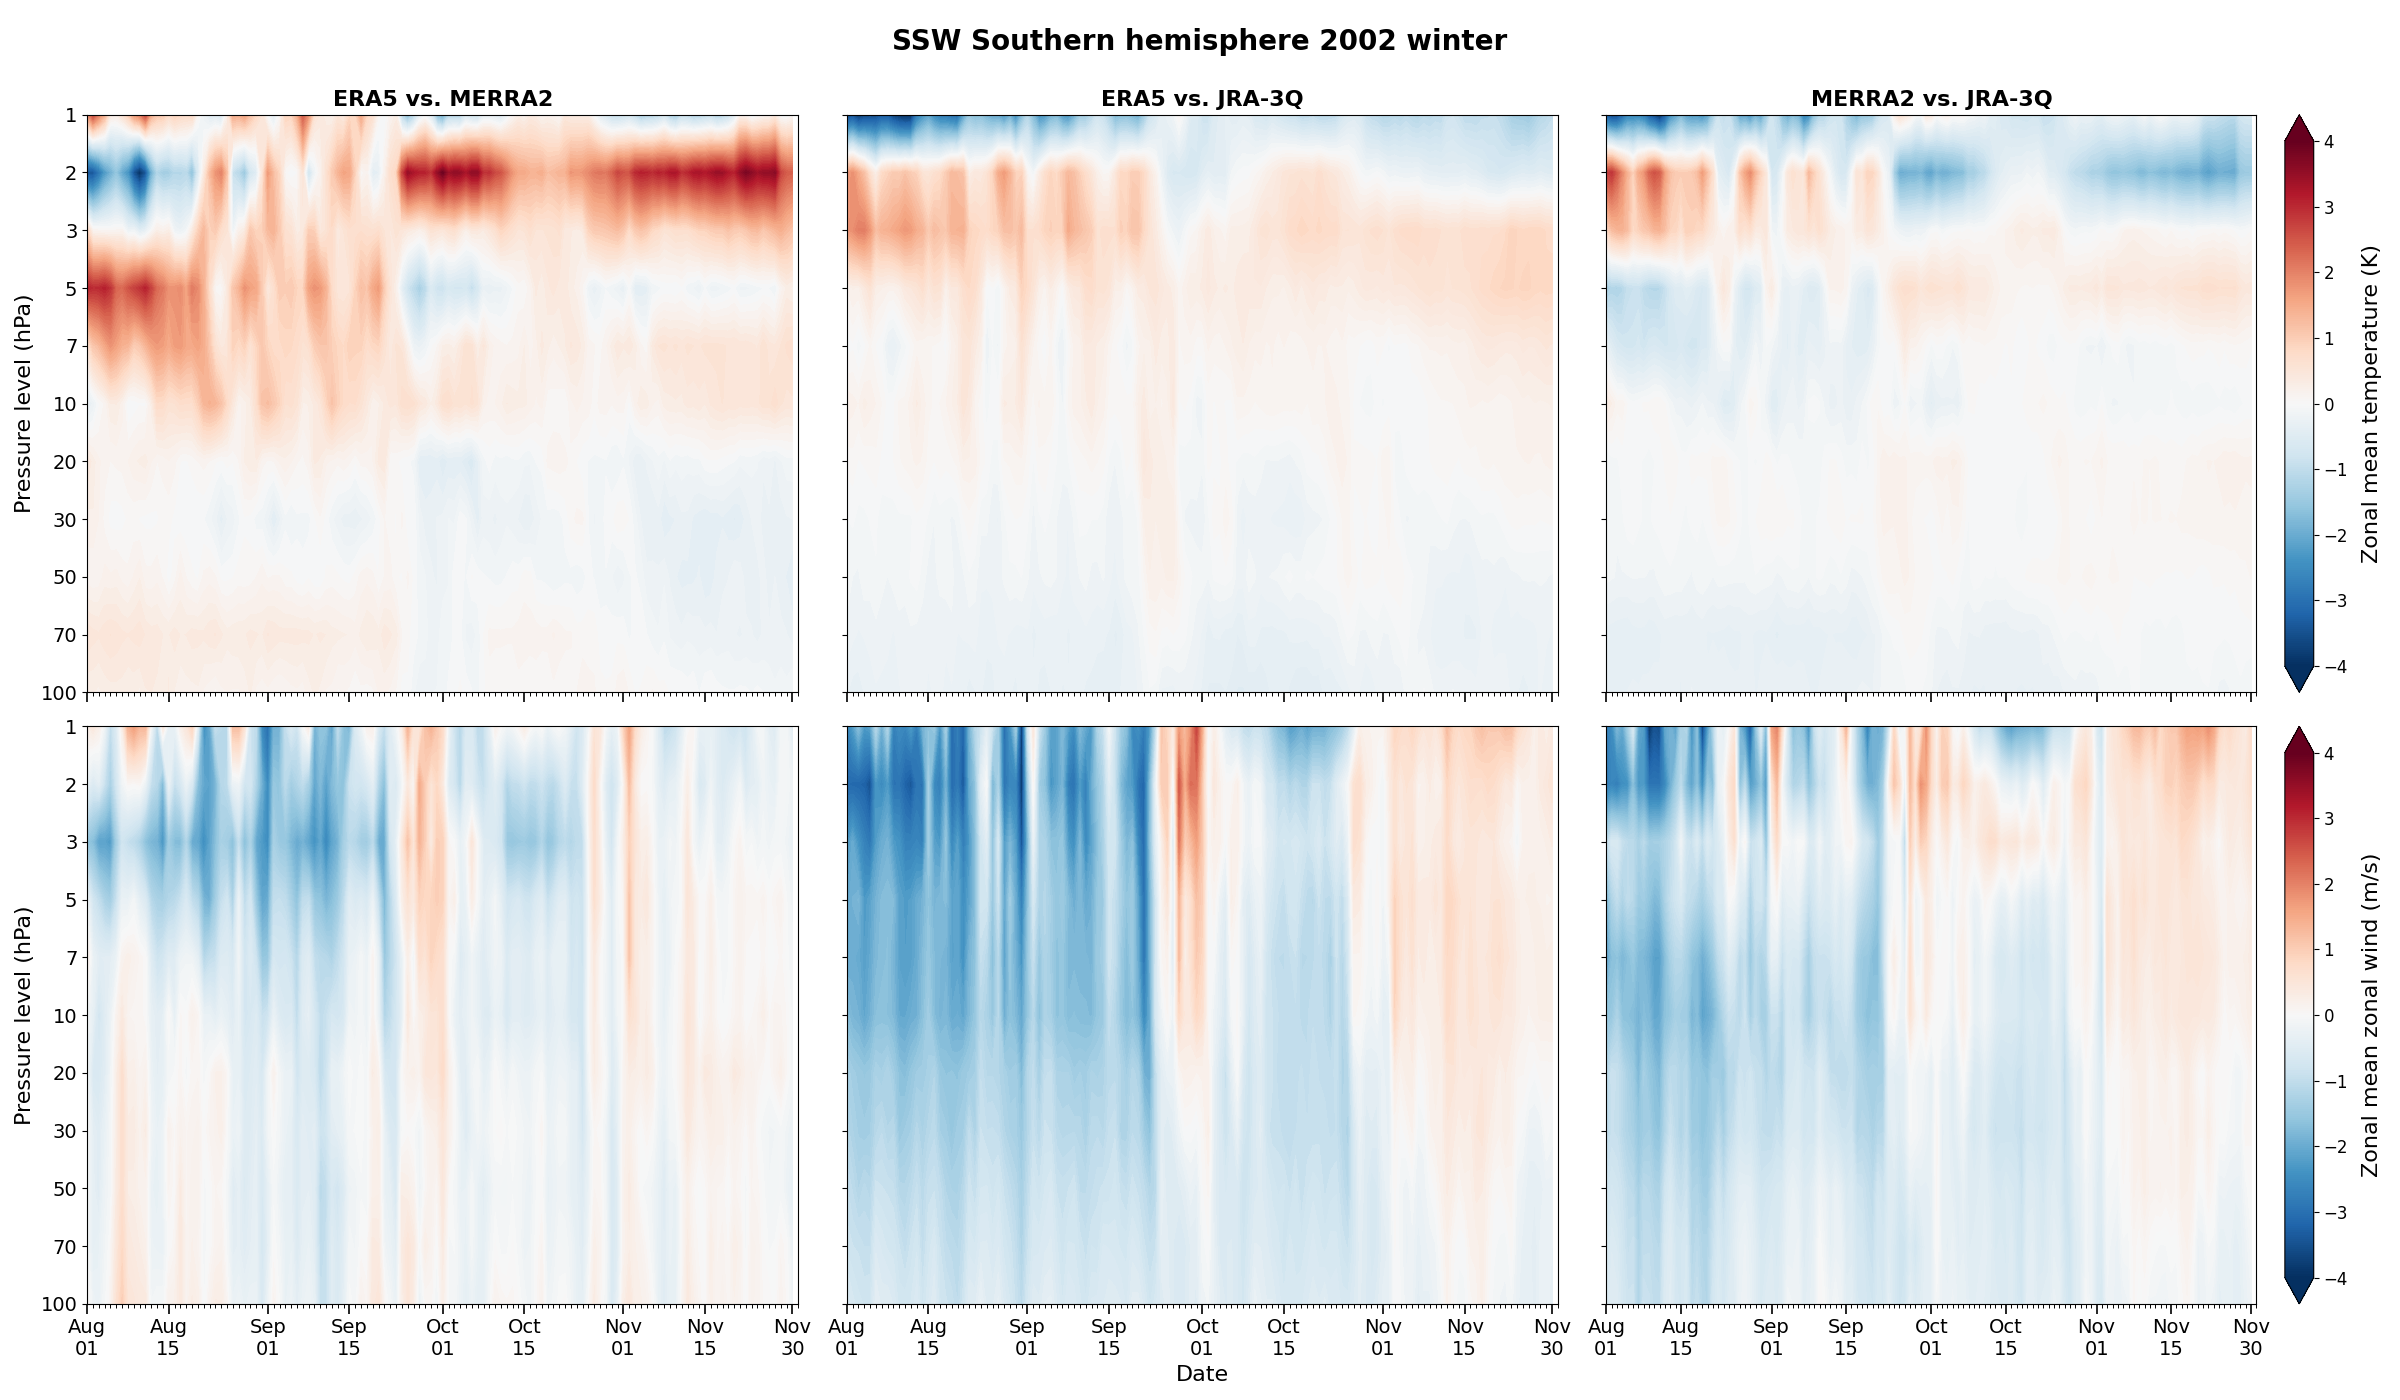 SSW Southern hemisphere 2002 winter
ERA5 vs. MERRA2
ERA5 vs. JRA-3Q
MERRA2 vs. JRA-3Q
Pressure level (hPa)
1
2
3
5
7
10
20
30
50
70
100
4
3
2
1
0
−1
−2
−3
−4
Zonal mean temperature (K)
Pressure level (hPa)
1
2
3
5
7
10
20
30
50
70
100
4
3
2
1
0
−1
−2
−3
−4
Zonal mean zonal wind (m/s)
Aug Aug Sep Sep Oct Oct Nov Nov Nov
01 15 01 15 01 15 01 15 30
Aug Aug Sep Sep Oct Oct Nov Nov Nov
01 15 01 15 01 15 01 15 30
Aug Aug Sep Sep Oct Oct Nov Nov Nov
01 15 01 15 01 15 01 15 30
Date